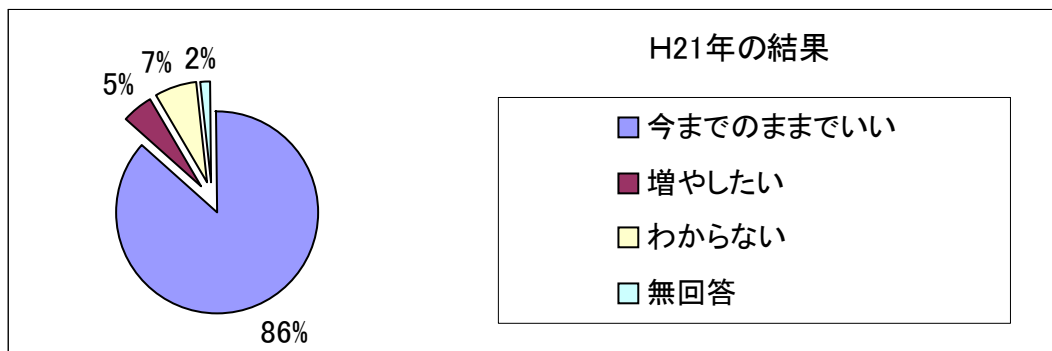 H21年の結果
5%
7%
2%
86%
今までのままでいい
増やしたい
わからない
無回答